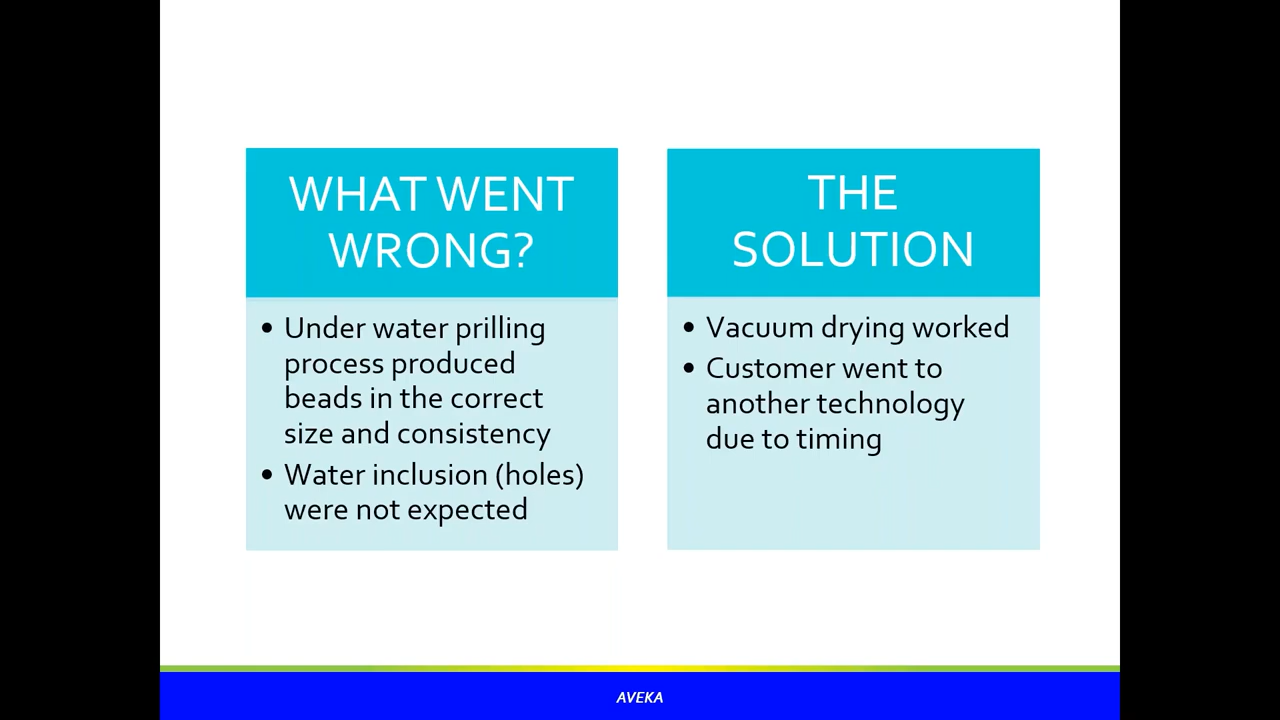 WHAT WENT
WRONG?
• Under water prilling
process produced
beads in the correct
size and consistency
• Water inclusion (holes)
were not expected
THE
SOLUTION
• Vacuum drying worked
• Customer went to
another technology
due to timing
AVEKA